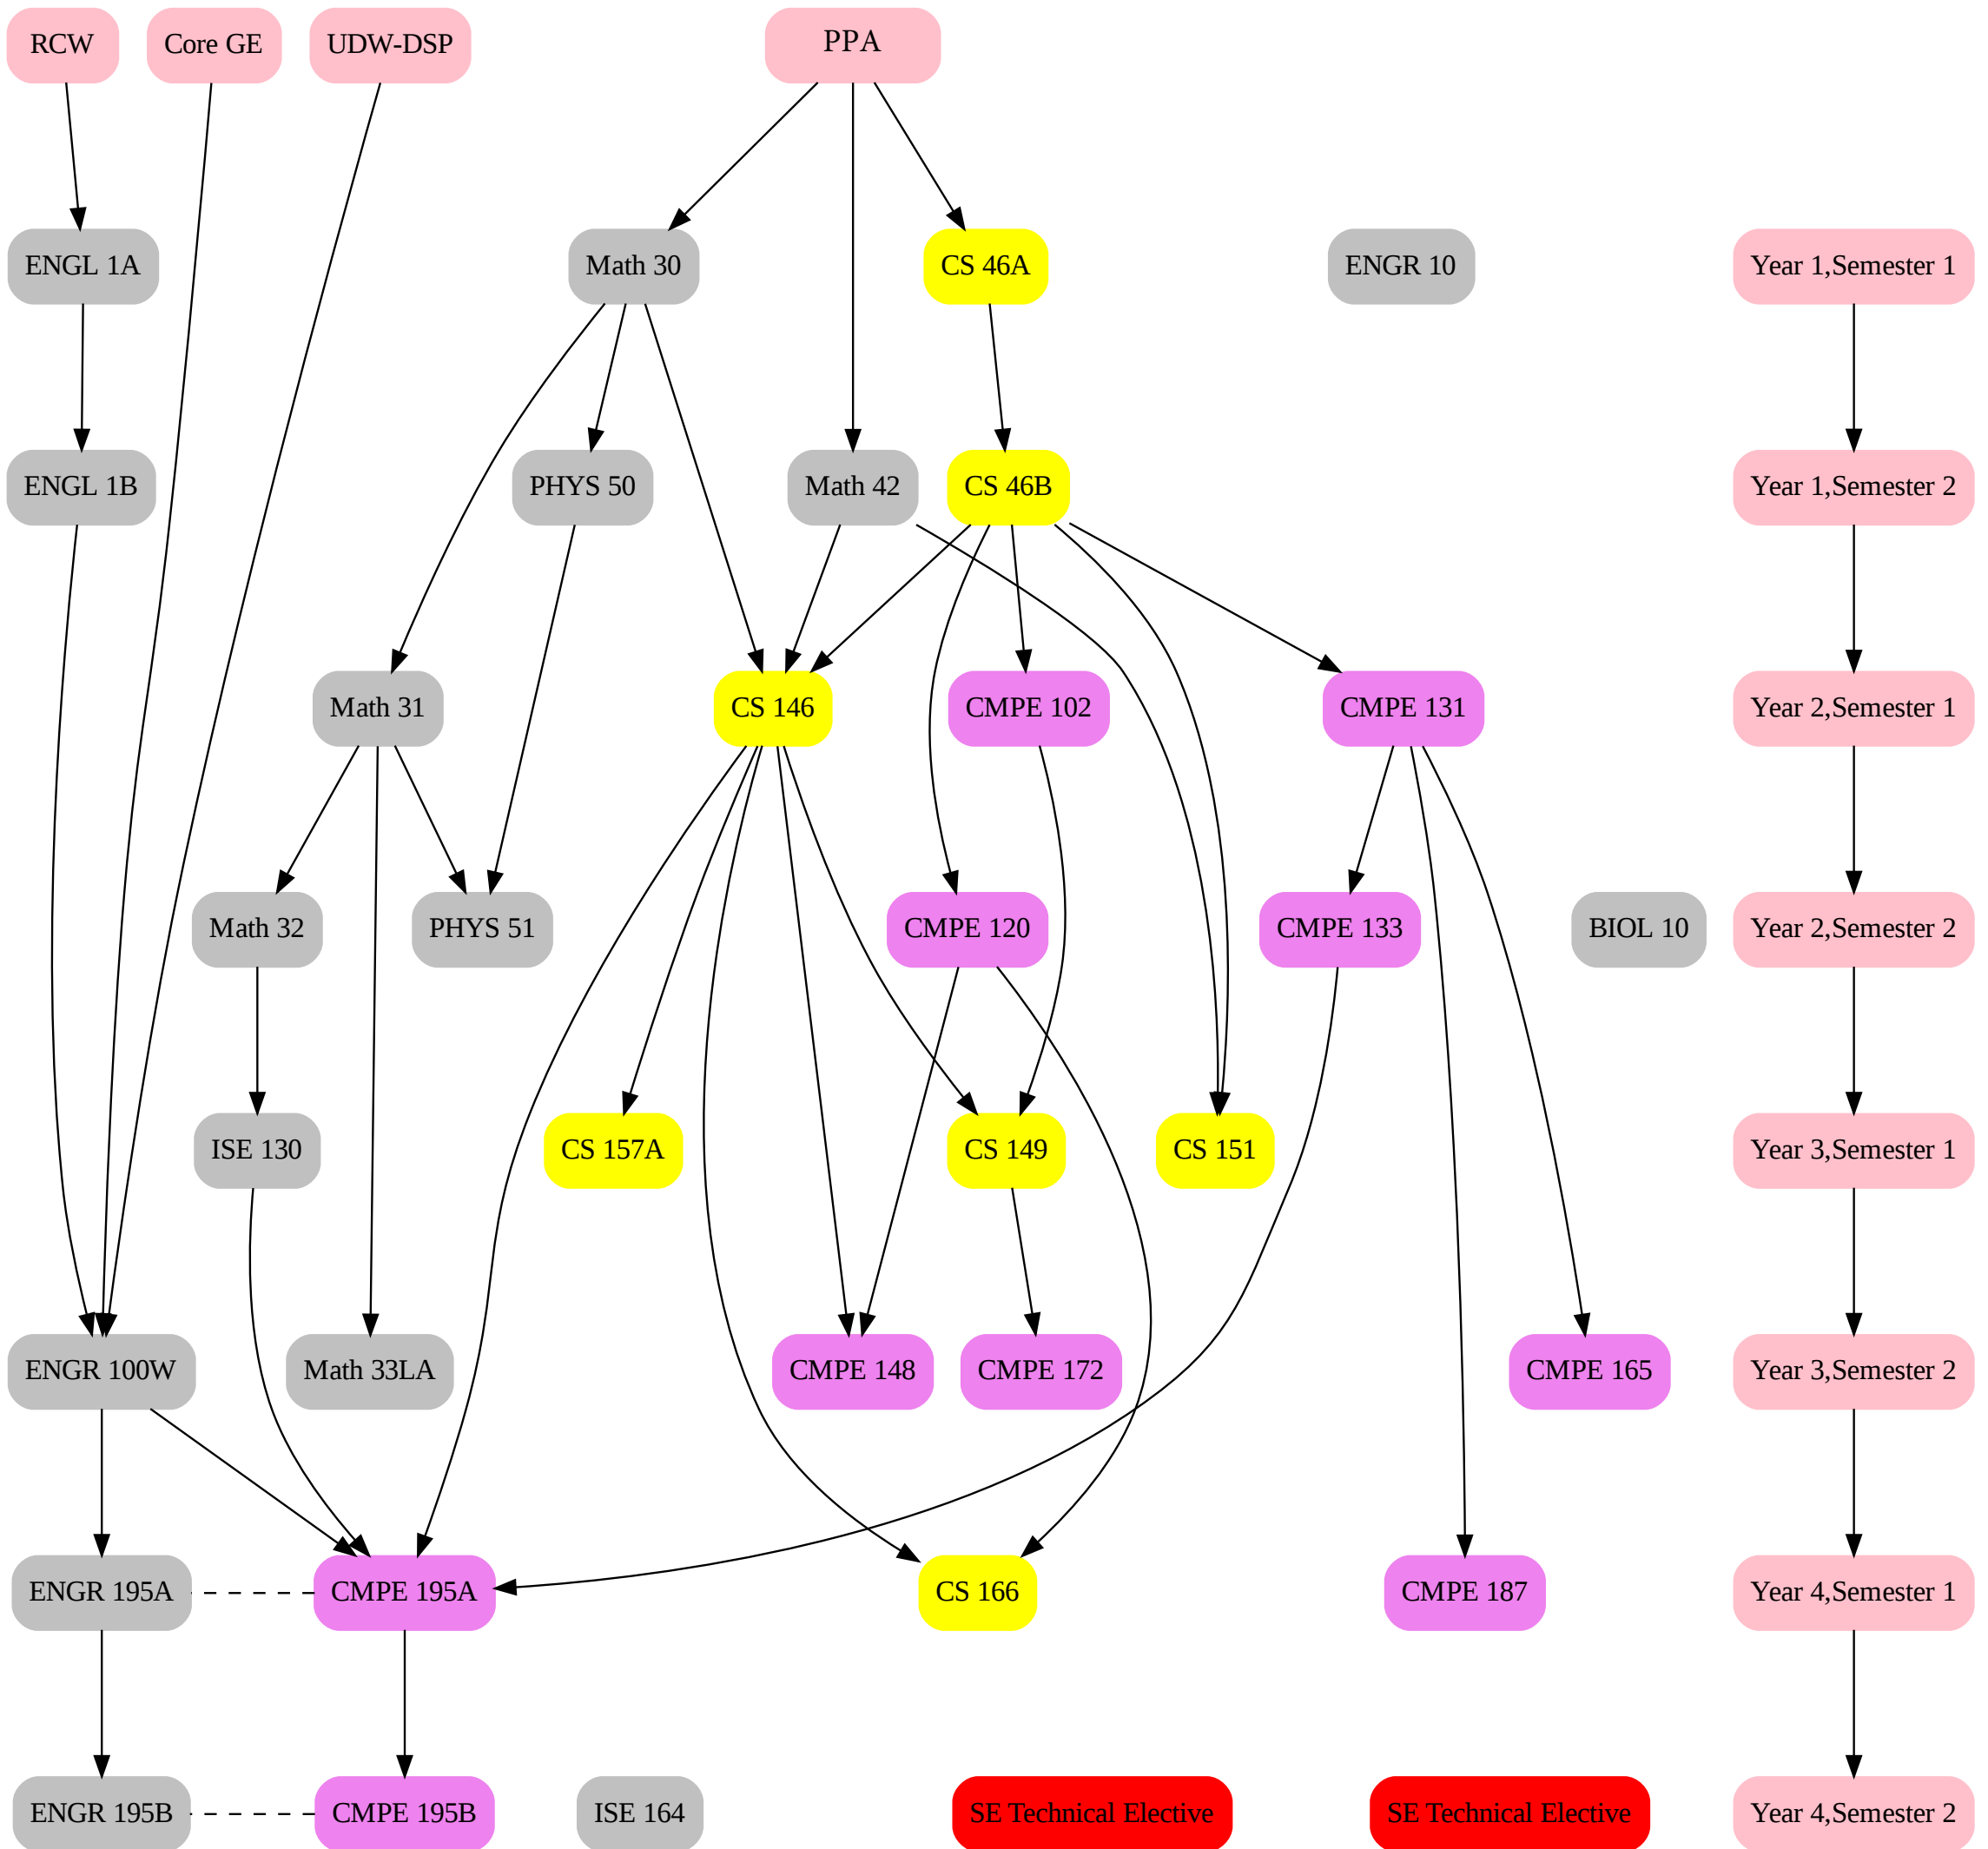 RCW
Core GE
UDW-DSP
PPA
ENGL 1A
Math 30
CS 46A
ENGR 10
Year 1,Semester 1
ENGL 1B
PHYS 50
Math 42
CS 46B
Year 1,Semester 2
Math 31
CS 146
CMPE 102
CMPE 131
Year 2,Semester 1
Math 32
PHYS 51
CMPE 120
CMPE 133
BIOL 10
Year 2,Semester 2
ISE 130
CS 157A
CS 149
CS 151
Year 3,Semester 1
ENGR 100W
Math 33LA
CMPE 148
CMPE 172
CMPE 165
Year 3,Semester 2
ENGR 195A
CMPE 195A
CS 166
CMPE 187
Year 4,Semester 1
ENGR 195B
CMPE 195B
ISE 164
SE Technical Elective
SE Technical Elective
Year 4,Semester 2